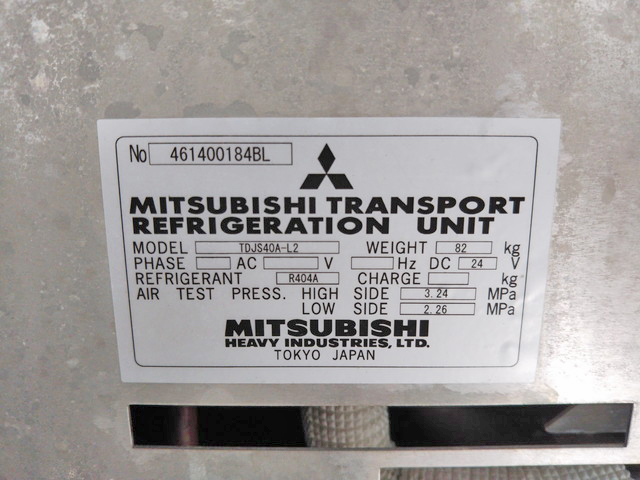 No 461400184BL
MITSUBISHI TRANSPORT
REFRIGERATION UNIT
MODEL TDJS40A-L2 WEIGHT 82 kg
PHASE AC V Hz DC 24 V
REFRIGERANT R404A CHARGE kg
AIR TEST PRESS. HIGH SIDE 3.24 MPa
LOW SIDE 2.26 MPa
MITSUBISHI
HEAVY INDUSTRIES, LTD.
TOKYO JAPAN